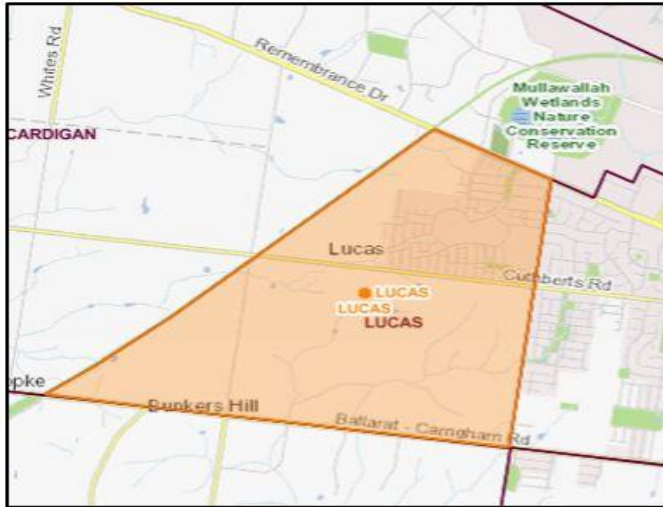 Whites Rd
Remembrance Dr
Mullawallah
Wetlands
Nature
Conservation
Reserve
CARDIGAN
Lucas
Cuthberts Rd
LUCAS
LUCAS
LUCAS
opke
Bunkers Hill
Ballarat - Carngham Rd